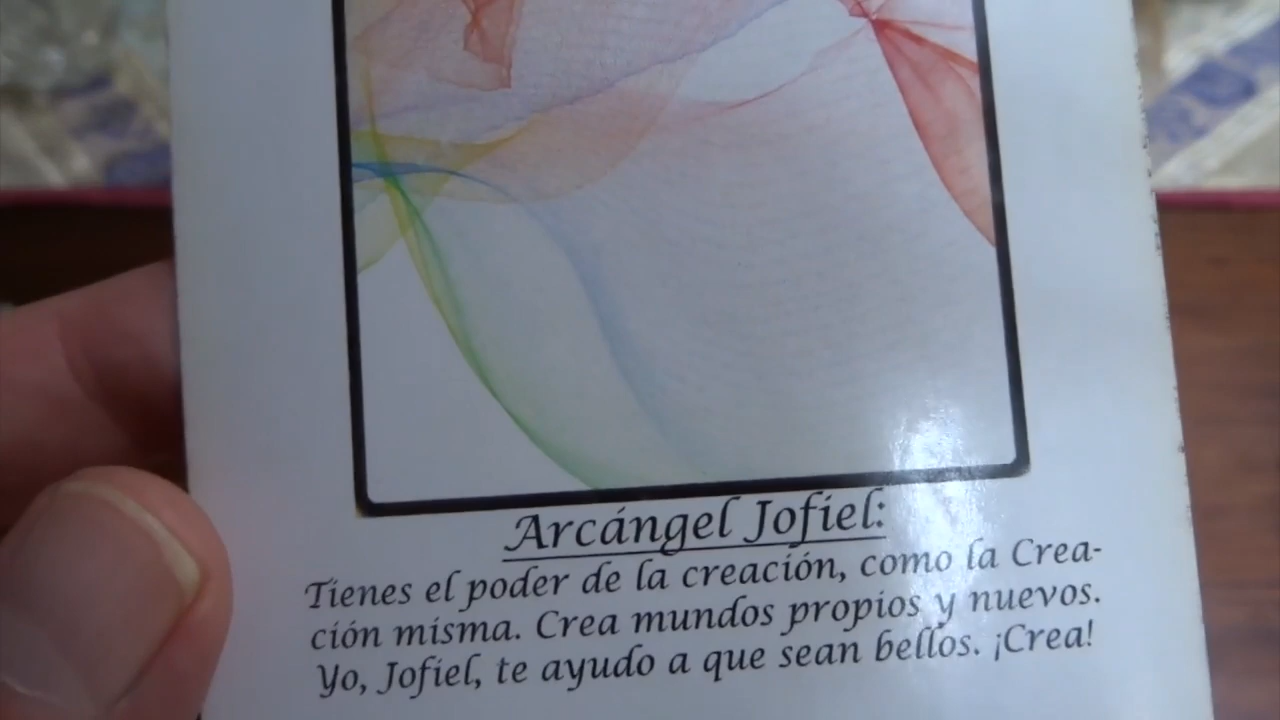 Arcángel Jofiel:
Tienes el poder de la creación, como la Crea-
ción misma. Crea mundos propios y nuevos.
Yo, Jofiel, te ayudo a que sean bellos. ¡Crea!